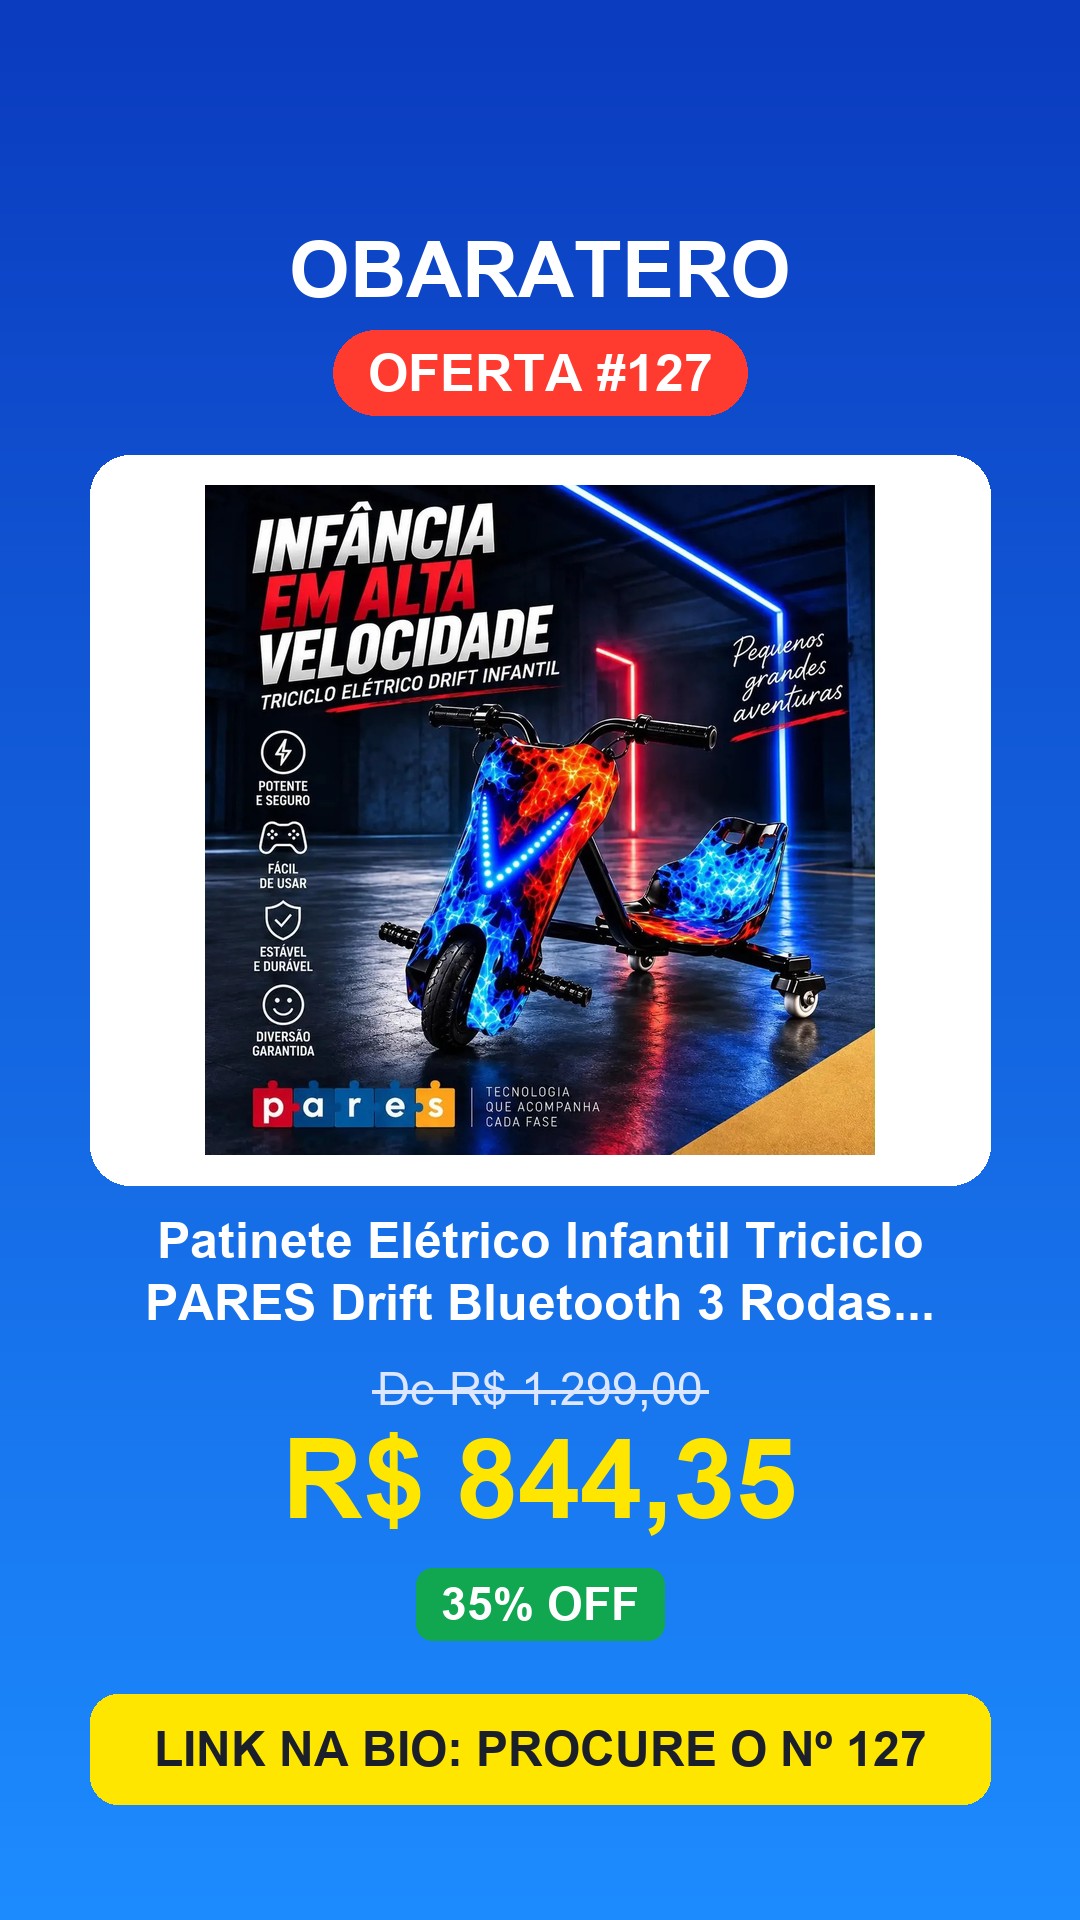 OBARATERO
OFERTA #127
INFÂNCIA
EM ALTA
VELOCIDADE
TRICICLO ELÉTRICO DRIFT INFANTIL
Pequenos
grandes
aventuras
POTENTE
E SEGURO
FÁCIL
DE USAR
ESTÁVEL
E DURÁVEL
DIVERSÃO
GARANTIDA
pares
TECNOLOGIA
QUE ACOMPANHA
CADA FASE
Patinete Elétrico Infantil Triciclo
PARES Drift Bluetooth 3 Rodas...
De R$ 1.299,00
R$ 844,35
35% OFF
LINK NA BIO: PROCURE O Nº 127